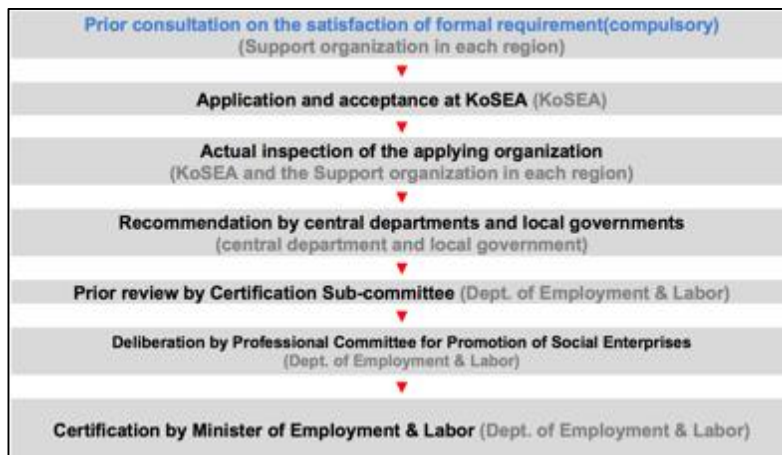 Prior consultation on the satisfaction of formal requirement(compulsory)
(Support organization in each region)
Application and acceptance at KoSEA (KoSEA)
Actual inspection of the applying organization
(KoSEA and the Support organization in each region)
Recommendation by central departments and local governments
(central department and local government)
Prior review by Certification Sub-committee (Dept. of Employment & Labor)
Deliberation by Professional Committee for Promotion of Social Enterprises
(Dept. of Employment & Labor)
Certification by Minister of Employment & Labor (Dept. of Employment & Labor)